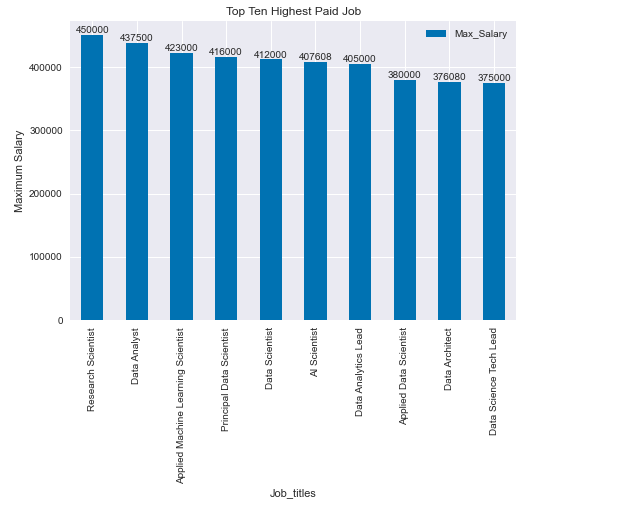 Top Ten Highest Paid Job
Max_Salary
450000
437500
423000
416000
412000
407608
405000
380000
376080
375000
Maximum Salary
400000
300000
200000
100000
0
Research Scientist
Data Analyst
Applied Machine Learning Scientist
Principal Data Scientist
Data Scientist
AI Scientist
Data Analytics Lead
Applied Data Scientist
Data Architect
Data Science Tech Lead
Job_titles